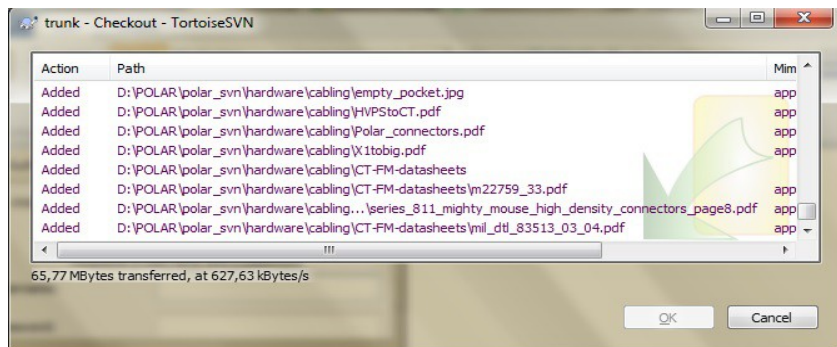 trunk - Checkout - TortoiseSVN
Action Path Mim
Added D:\POLAR\polar_svn\hardware\cabling\empty_pocket.jpg app
Added D:\POLAR\polar_svn\hardware\cabling\HVPStoCT.pdf app
Added D:\POLAR\polar_svn\hardware\cabling\Polar_connectors.pdf app
Added D:\POLAR\polar_svn\hardware\cabling\X1tobig.pdf app
Added D:\POLAR\polar_svn\hardware\cabling\CT-FM-datasheets
Added D:\POLAR\polar_svn\hardware\cabling\CT-FM-datasheets\m22759_33.pdf app
Added D:\POLAR\polar_svn\hardware\cabling...\series_811_mighty_mouse_high_density_connectors_page8.pdf app
Added D:\POLAR\polar_svn\hardware\cabling\CT-FM-datasheets\mil_dtl_83513_03_04.pdf app
65,77 MBytes transferred, at 627,63 kBytes/s
OK Cancel